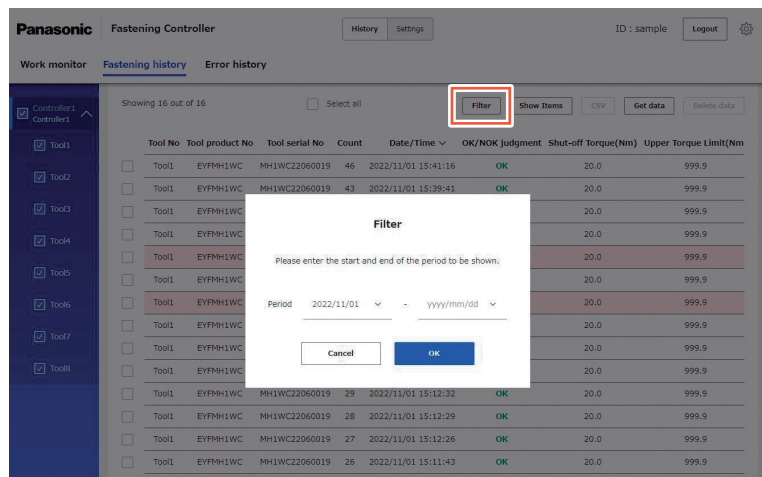 Panasonic Fastening Controller History Settings ID : sample Logout
Work monitor Fastening history Error history
Controller1
Controller1
Tool1
Tool2
Tool3
Tool4
Tool5
Tool6
Tool7
Tool8
Showing 16 out of 16 Select all Filter Show Items CSV Get data Delete data
Tool No Tool product No Tool serial No Count Date/Time OK/NOK judgment Shut-off Torque(Nm) Upper Torque Limit(Nm
Tool1 EYFMH1WC MH1WC22060019 46 2022/11/01 15:41:16 OK 20.0 999.9
Tool1 EYFMH1WC MH1WC22060019 43 2022/11/01 15:39:41 OK 20.0 999.9
Tool1 EYFMH1WC 20.0 999.9
Tool1 EYFMH1WC 20.0 999.9
Tool1 EYFMH1WC 20.0 999.9
Tool1 EYFMH1WC 20.0 999.9
Tool1 EYFMH1WC 20.0 999.9
Tool1 EYFMH1WC 20.0 999.9
Tool1 EYFMH1WC 20.0 999.9
Tool1 EYFMH1WC 20.0 999.9
Tool1 EYFMH1WC MH1WC22060019 29 2022/11/01 15:12:32 OK 20.0 999.9
Tool1 EYFMH1WC MH1WC22060019 28 2022/11/01 15:12:29 OK 20.0 999.9
Tool1 EYFMH1WC MH1WC22060019 27 2022/11/01 15:12:26 OK 20.0 999.9
Tool1 EYFMH1WC MH1WC22060019 26 2022/11/01 15:11:43 OK 20.0 999.9
Filter
Please enter the start and end of the period to be shown.
Period 2022/11/01 - yyyy/mm/dd
Cancel OK